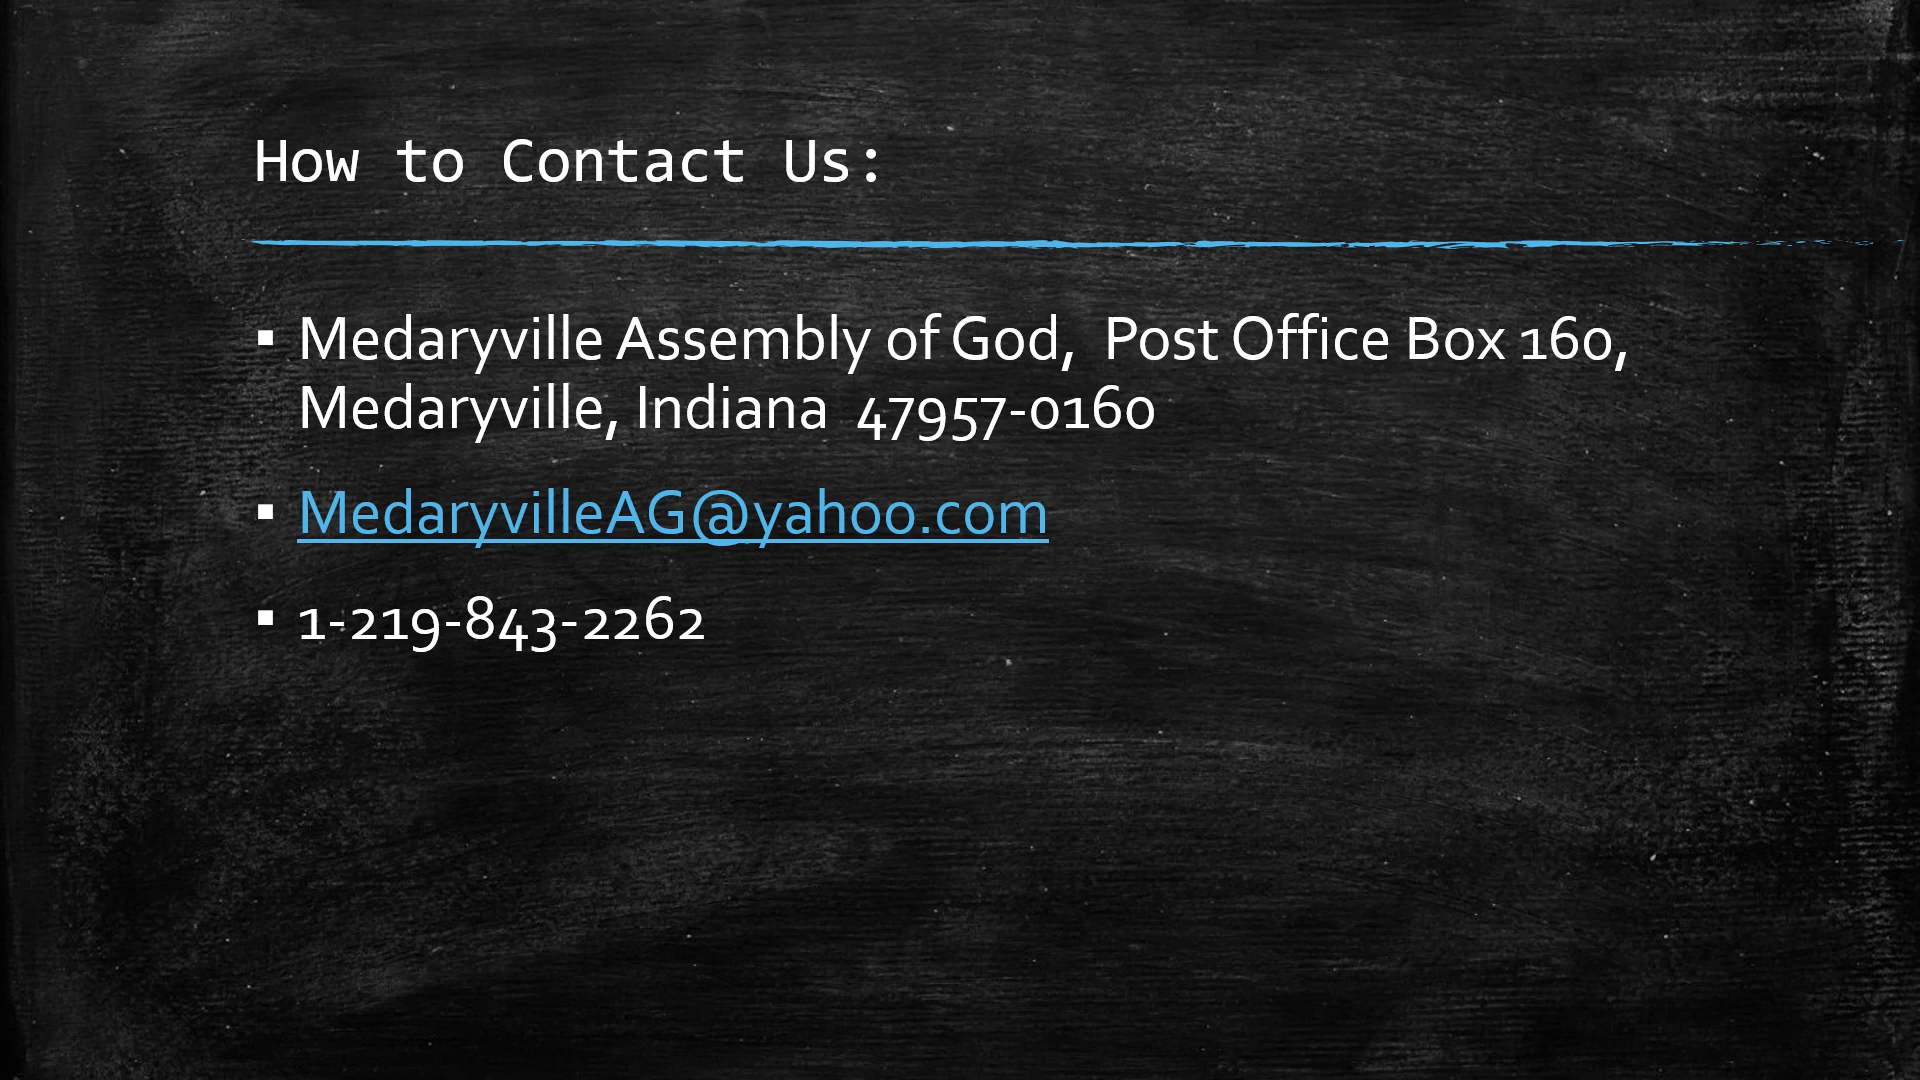 How to Contact Us:
▪ Medaryville Assembly of God,  Post Office Box 160,
Medaryville, Indiana  47957-0160
▪ MedaryvilleAG@yahoo.com
▪ 1-219-843-2262